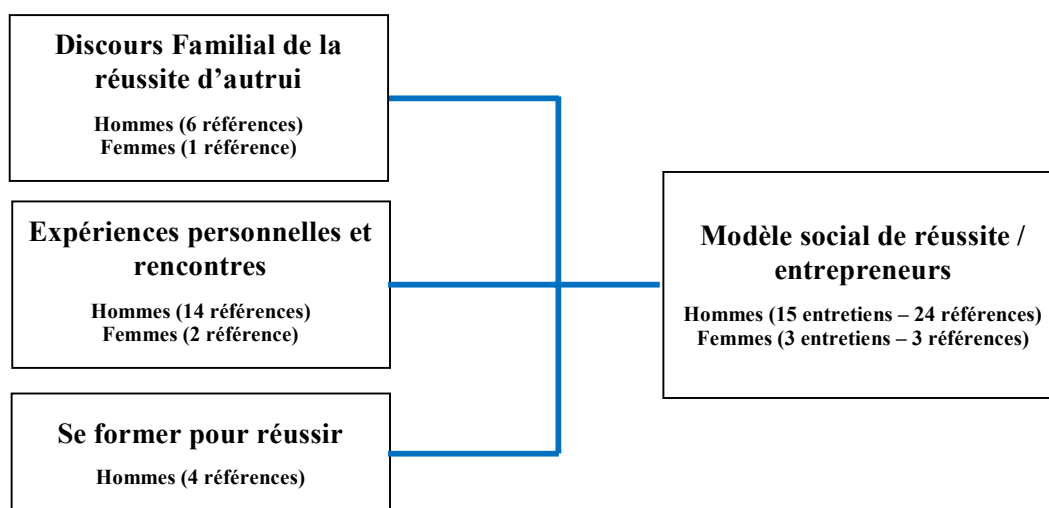 Discours Familial de la
réussite d’autrui
Hommes (6 références)
Femmes (1 référence)
Expériences personnelles et
rencontres
Hommes (14 références)
Femmes (2 référence)
Se former pour réussir
Hommes (4 références)
Modèle social de réussite /
entrepreneurs
Hommes (15 entretiens – 24 références)
Femmes (3 entretiens – 3 références)